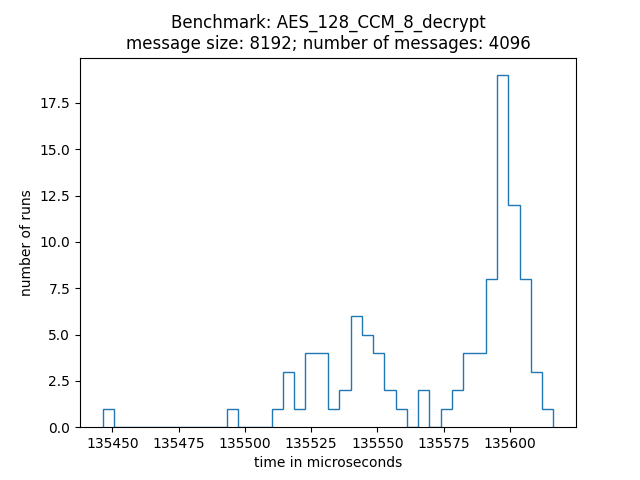 Benchmark: AES_128_CCM_8_decrypt
message size: 8192; number of messages: 4096
number of runs
17.5
15.0
12.5
10.0
7.5
5.0
2.5
0.0
135450 135475 135500 135525 135550 135575 135600
time in microseconds